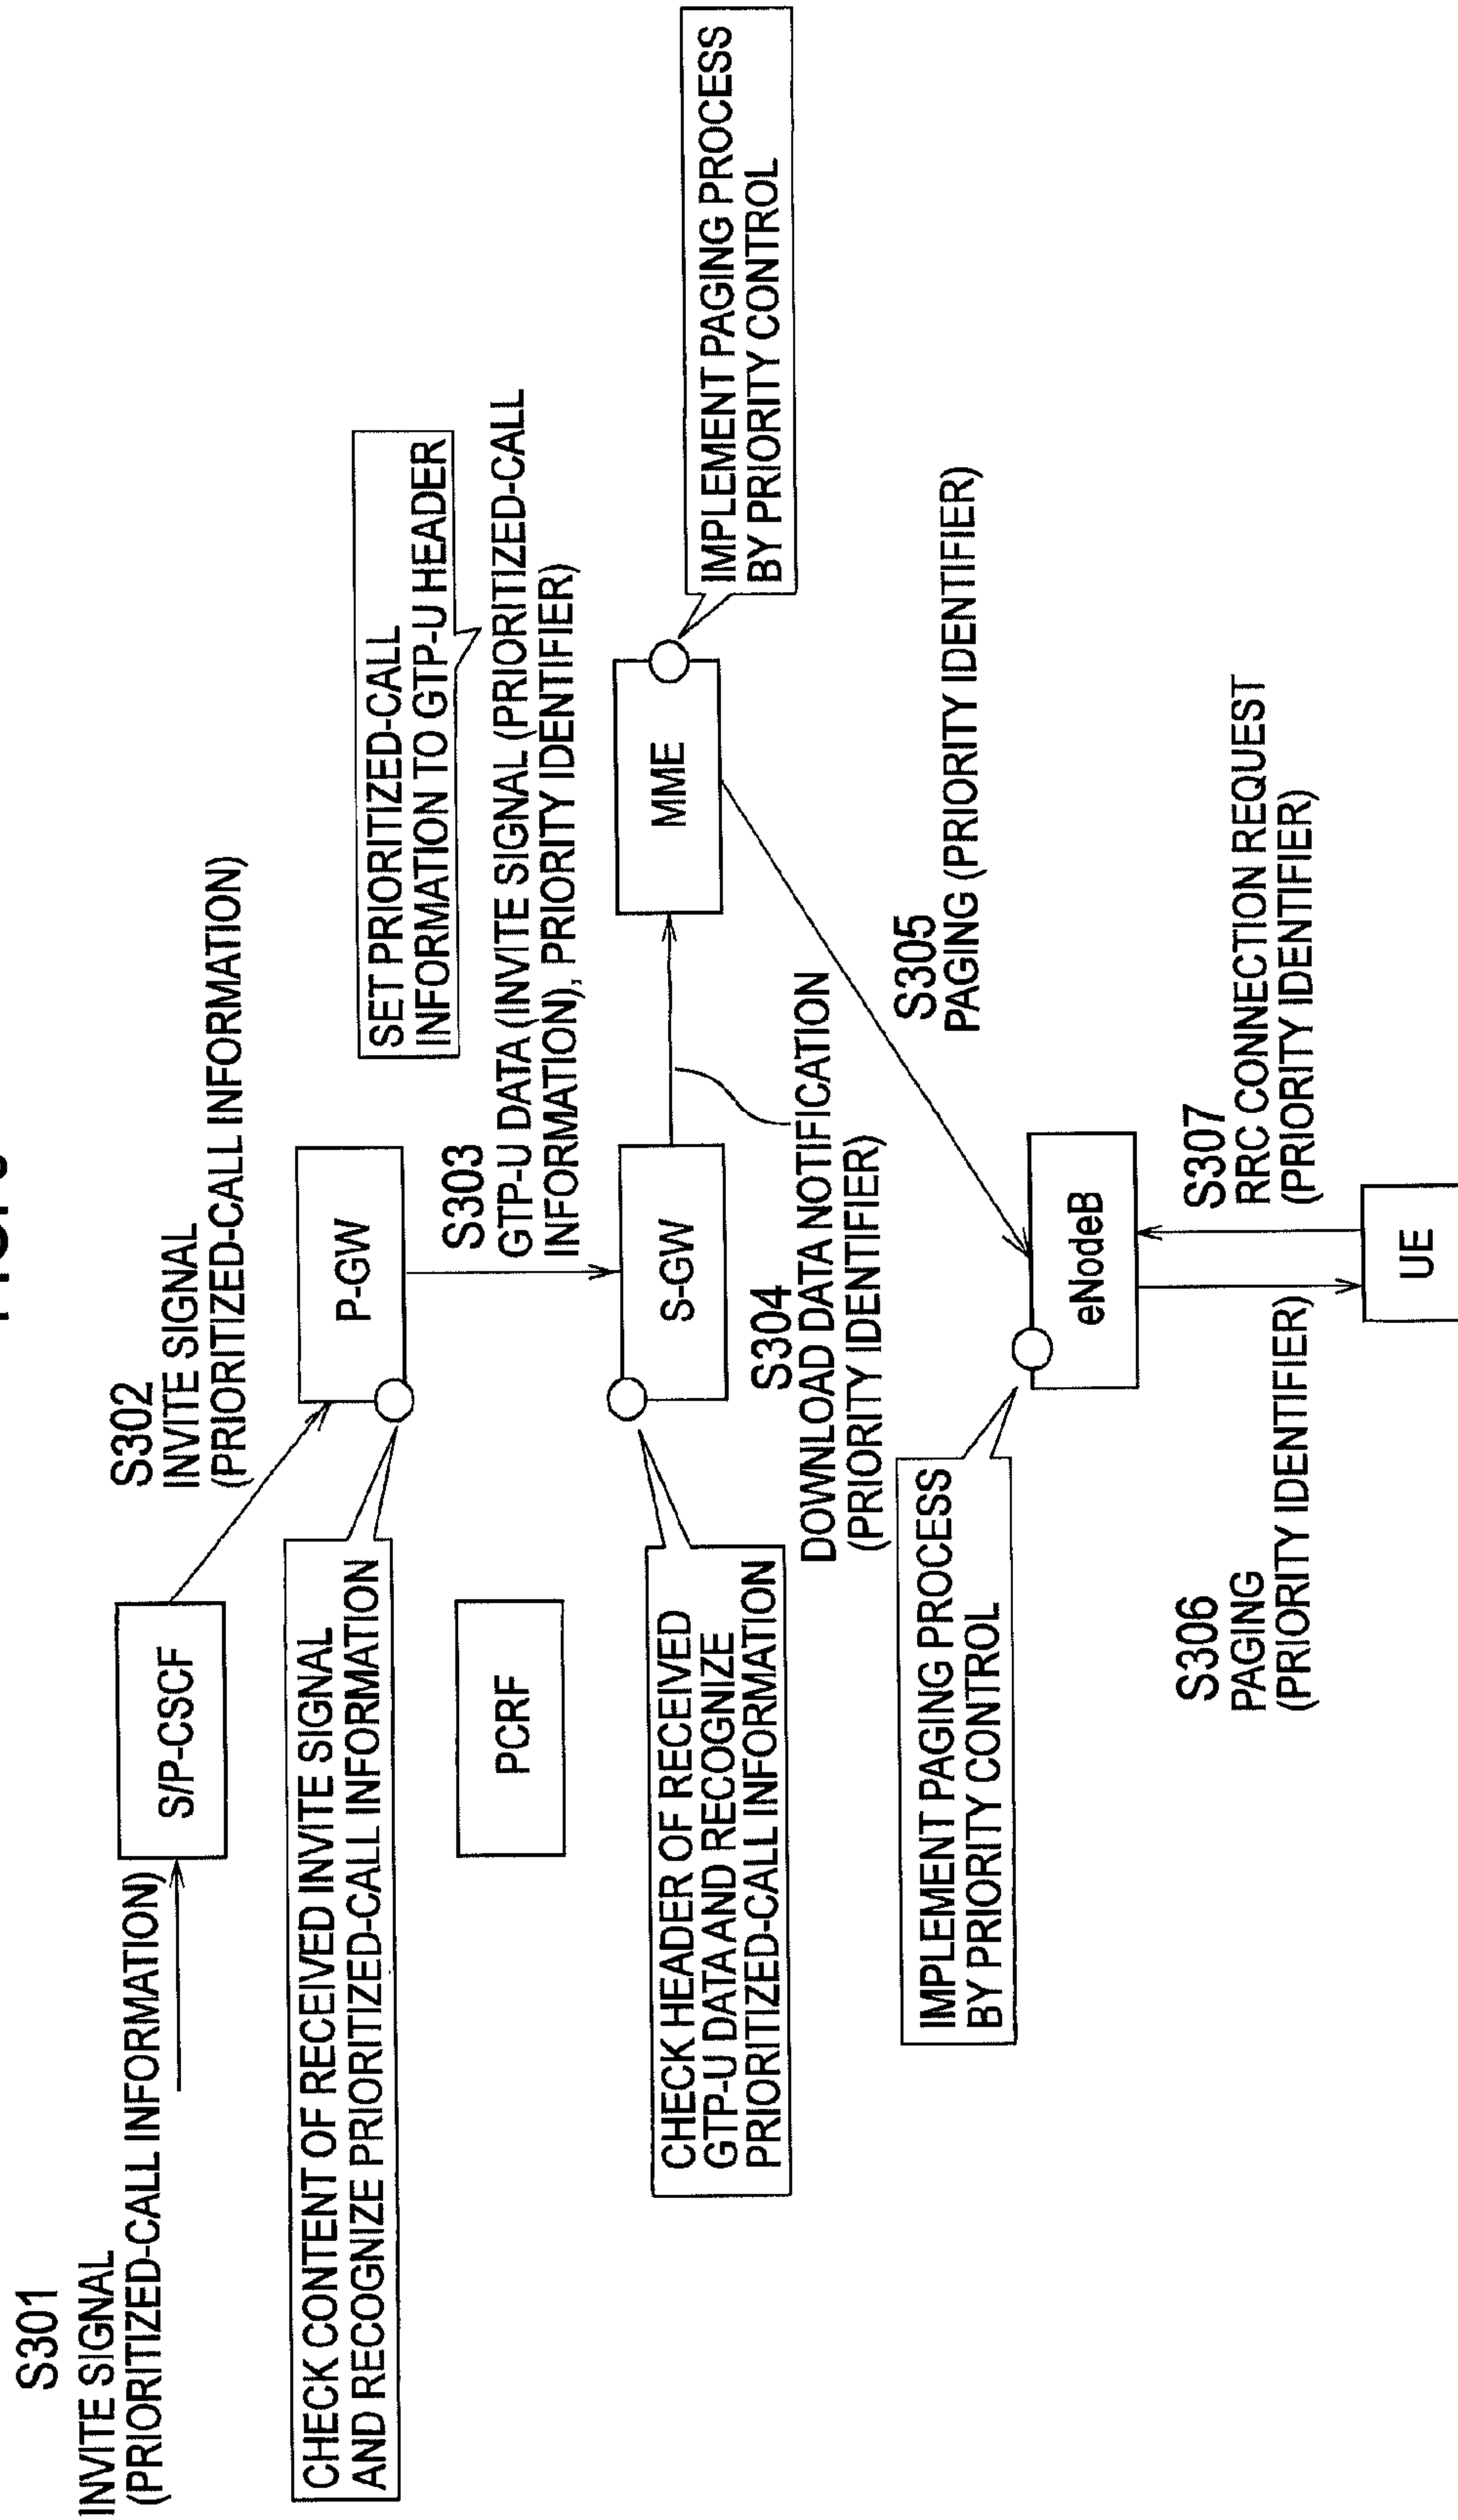 S301
INVITE SIGNAL
(PRIORITIZED-CALL INFORMATION)
S/P-CSCF
S302
INVITE SIGNAL
(PRIORITIZED-CALL INFORMATION)
CHECK CONTENT OF RECEIVED INVITE SIGNAL
AND RECOGNIZE PRIORITIZED-CALL INFORMATION
P-GW
SET PRIORITIZED-CALL
INFORMATION TO GTP-U HEADER
PCRF
S303
GTP-U DATA (INVITE SIGNAL (PRIORITIZED-CALL
INFORMATION), PRIORITY IDENTIFIER)
CHECK HEADER OF RECEIVED
GTP-U DATA AND RECOGNIZE
PRIORITIZED-CALL INFORMATION
S-GW
MME
IMPLEMENT PAGING PROCESS
BY PRIORITY CONTROL
S304
DOWNLOAD DATA NOTIFICATION
(PRIORITY IDENTIFIER)
S305
PAGING (PRIORITY IDENTIFIER)
IMPLEMENT PAGING PROCESS
BY PRIORITY CONTROL
eNodeB
S306
PAGING
(PRIORITY IDENTIFIER)
S307
RRC CONNECTION REQUEST
(PRIORITY IDENTIFIER)
UE